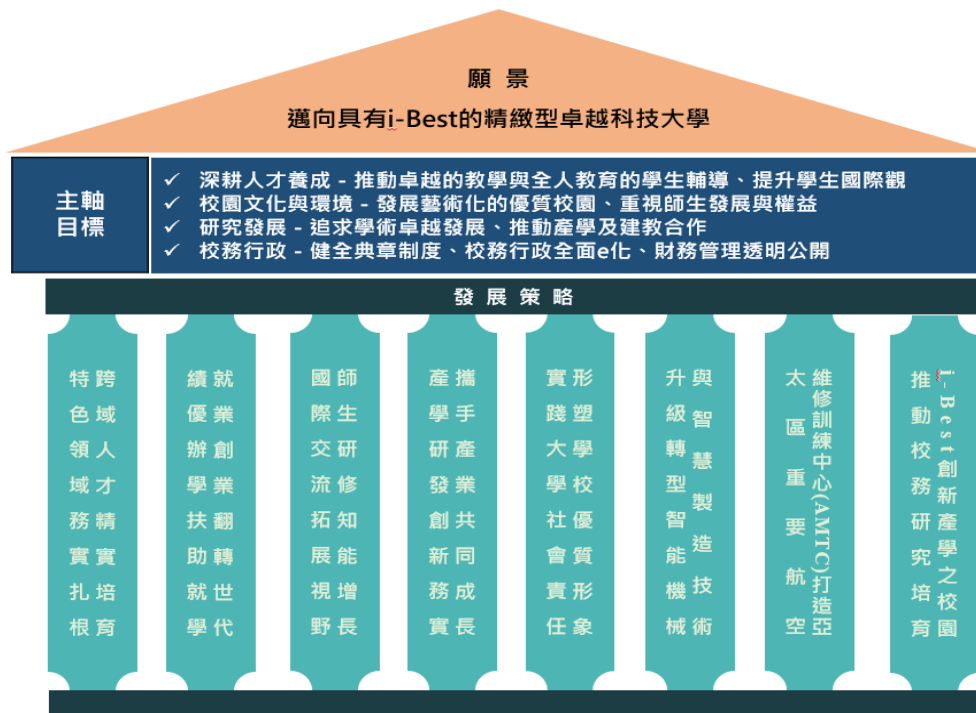 願景
邁向具有i-Best的精緻型卓越科技大學
主軸
目標
✓ 深耕人才養成 - 推動卓越的教學與全人教育的學生輔導、提升學生國際觀
✓ 校園文化與環境 - 發展藝術化的優質校園、重視師生發展與權益
✓ 研究發展 - 追求學術卓越發展、推動產學及建教合作
✓ 校務行政 - 健全典章制度、校務行政全面e化、財務管理透明公開
發展策略
特色領域務實扎根
跨域人才精實培育
績優辦學扶助就學
就業創業翻轉世代
國際交流拓展視野
師生研修知能增長
產學研發創新務實
攜手產業共同成長
實踐大學社會責任
形塑學校優質形象
升級轉型智能機械
與智慧製造技術
太區重要航空
維修訓練中心(AMTC)打造亞
推動校務研究培育
i-Best創新產學之校園